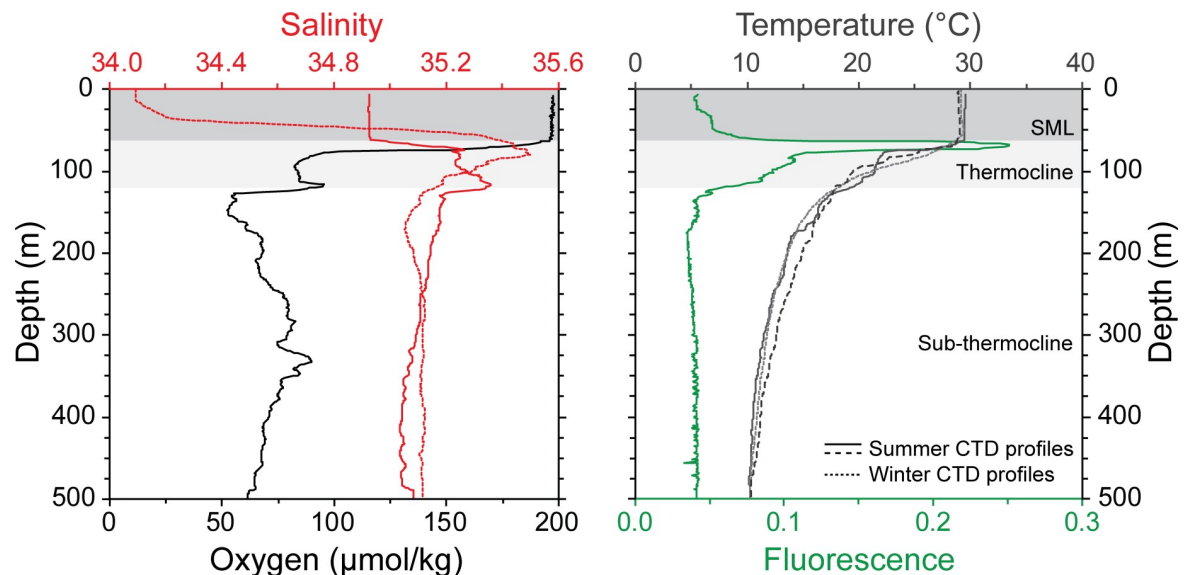 Salinity
34.0 34.4 34.8 35.2 35.6
Temperature (°C)
0 10 20 30 40
Depth (m)
0
100
200
300
400
500
0 50 100 150 200
Oxygen (µmol/kg)
SML
Thermocline
Sub-thermocline
Summer CTD profiles
Winter CTD profiles
0
100
200
300
400
500
Depth (m)
0.0 0.1 0.2 0.3
Fluorescence